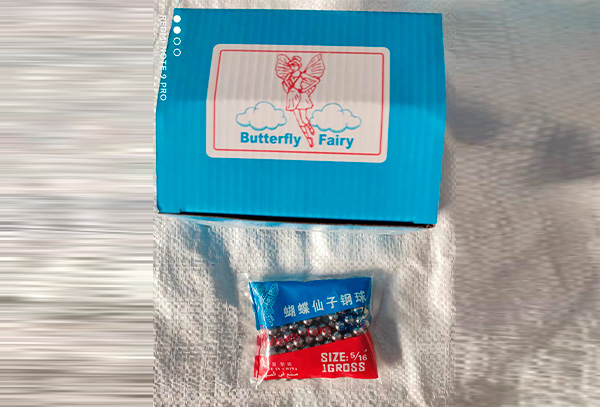 REDMI NOTE 9 PRO
Butterfly Fairy
蝴蝶仙子钢球
SIZE: 5/16
1GROSS